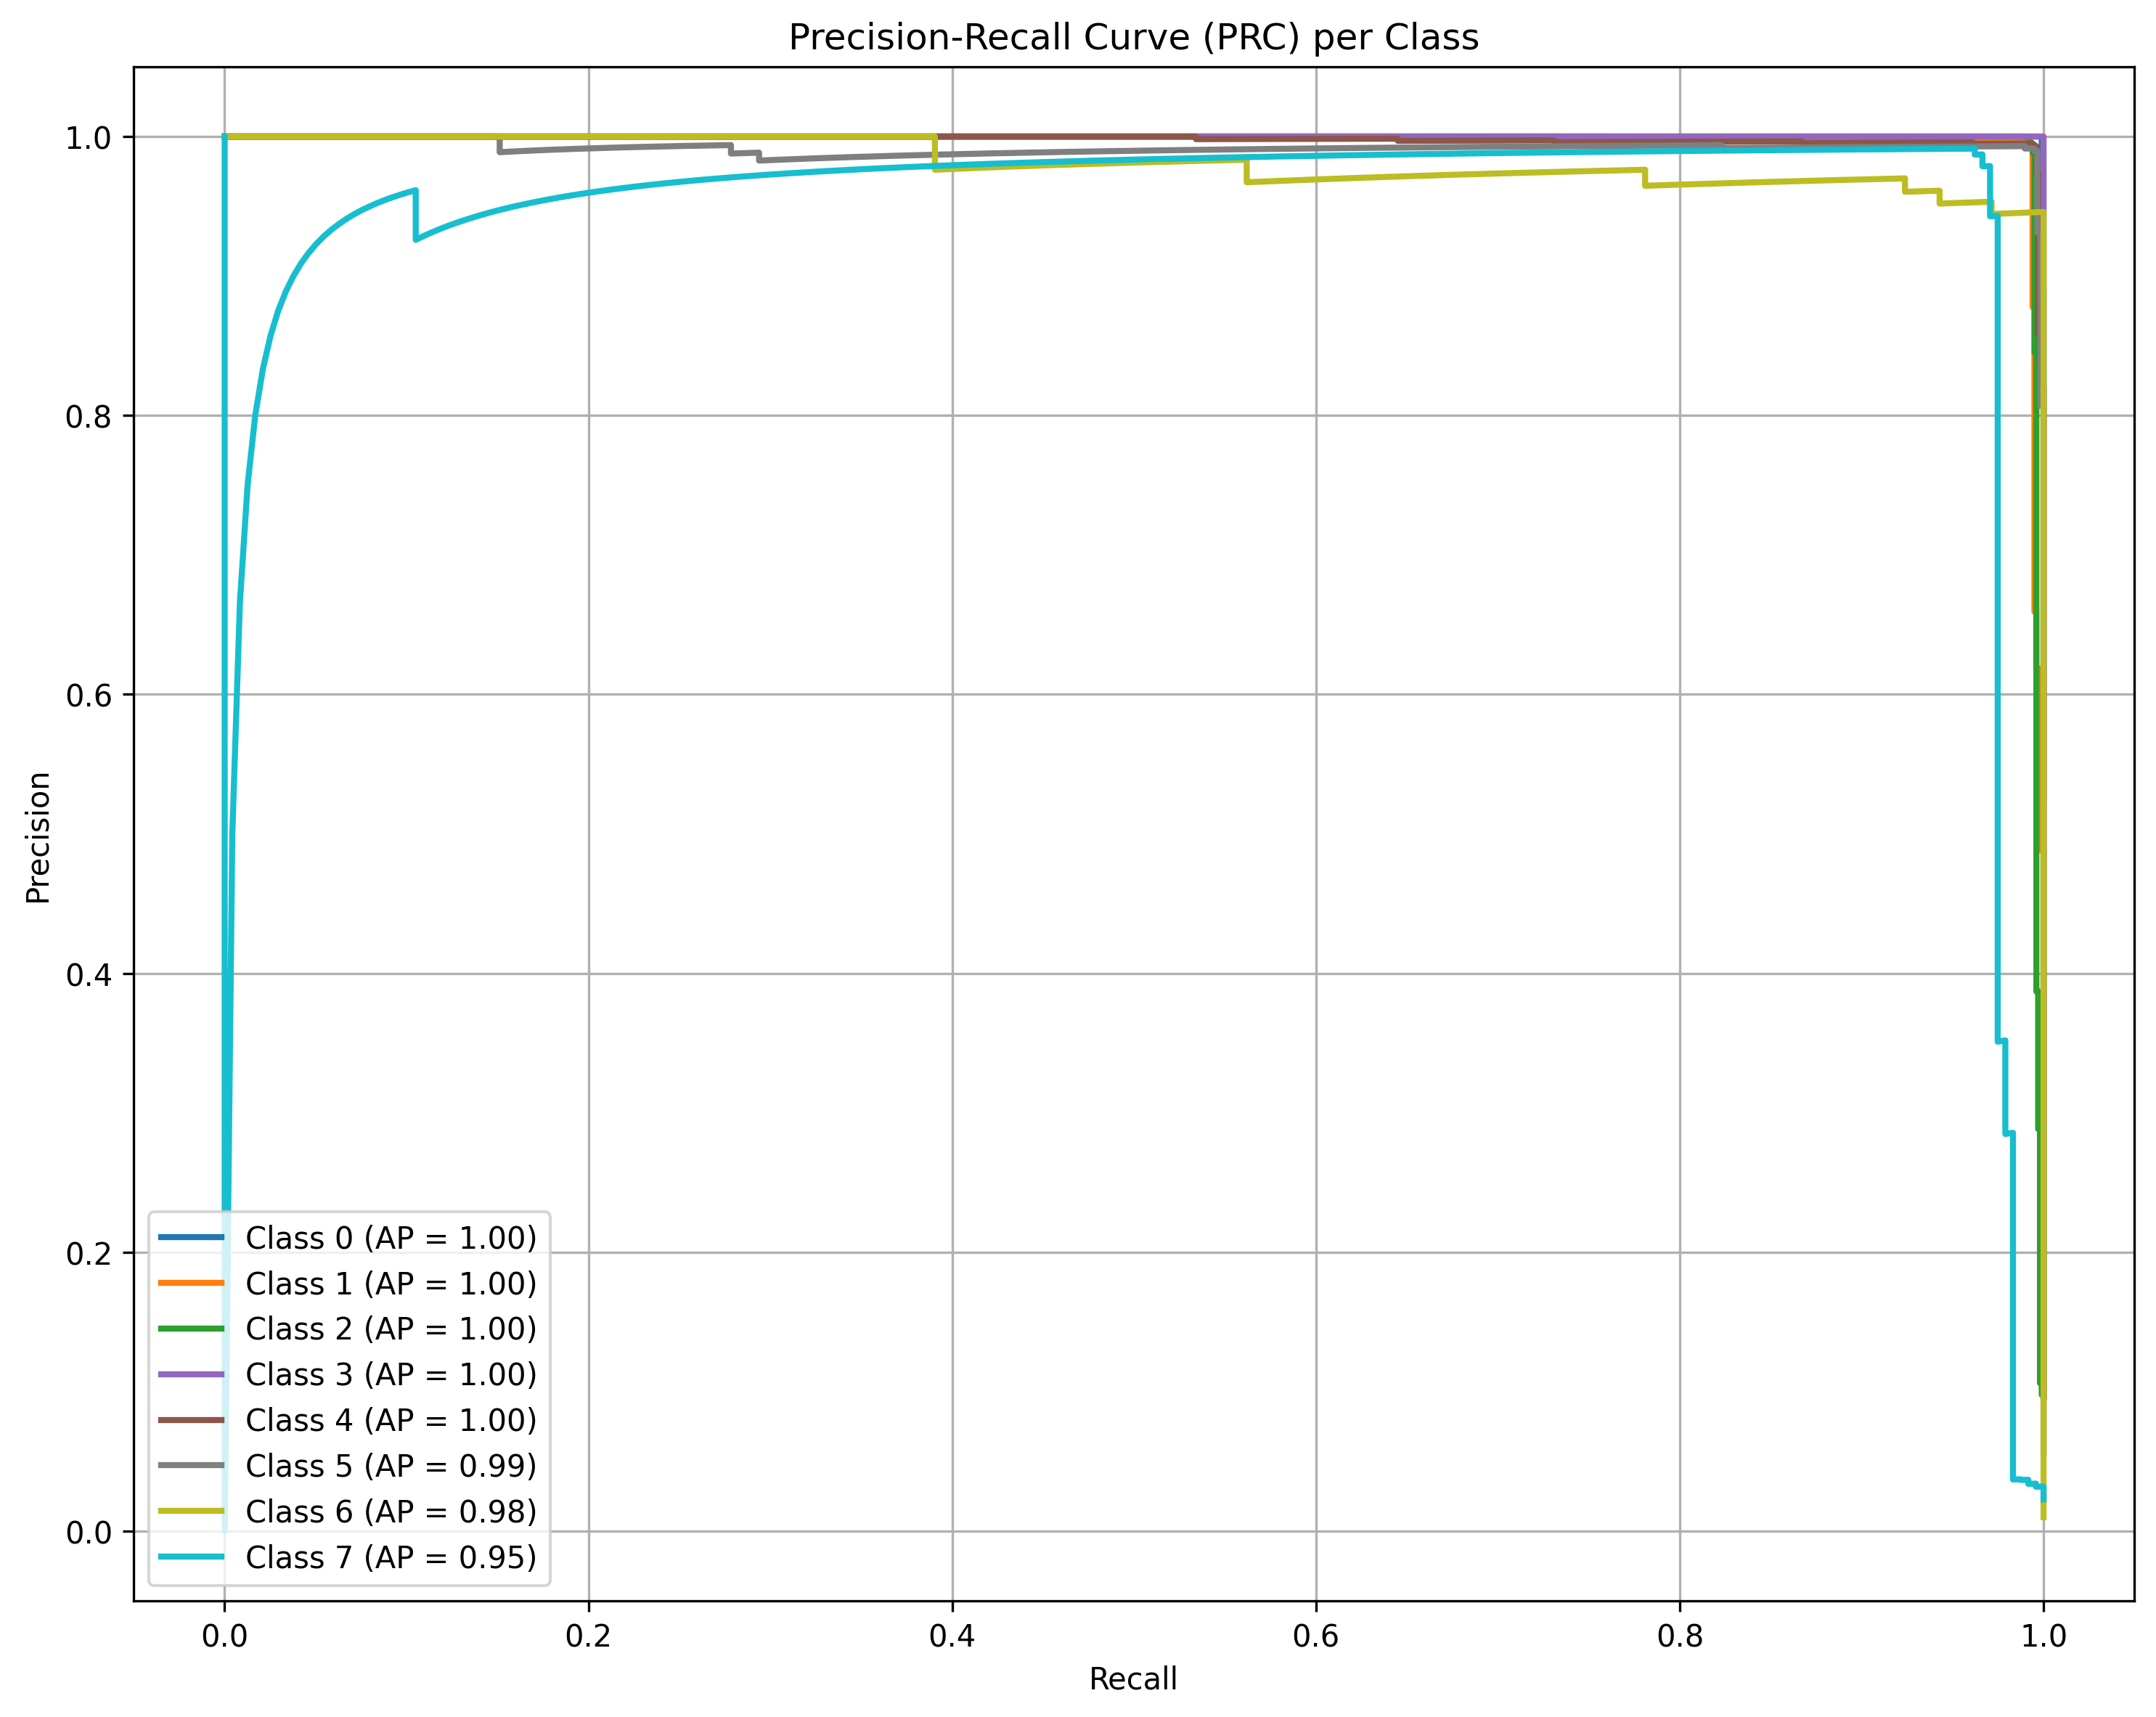 Precision-Recall Curve (PRC) per Class
1.0
0.8
0.6
0.4
0.2
0.0
Precision
Class 0 (AP = 1.00)
Class 1 (AP = 1.00)
Class 2 (AP = 1.00)
Class 3 (AP = 1.00)
Class 4 (AP = 1.00)
Class 5 (AP = 0.99)
Class 6 (AP = 0.98)
Class 7 (AP = 0.95)
0.0 0.2 0.4 0.6 0.8 1.0
Recall